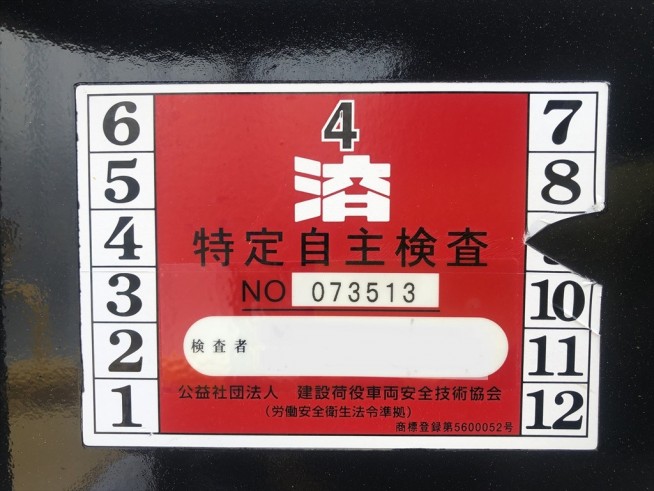 4
済
特定自主検査
NO 073513
検査者
公益社団法人 建設荷役車両安全技術協会
(労働安全衛生法令準拠)
商標登録第5600052号
6
5
4
3
2
1
7
8
10
11
12